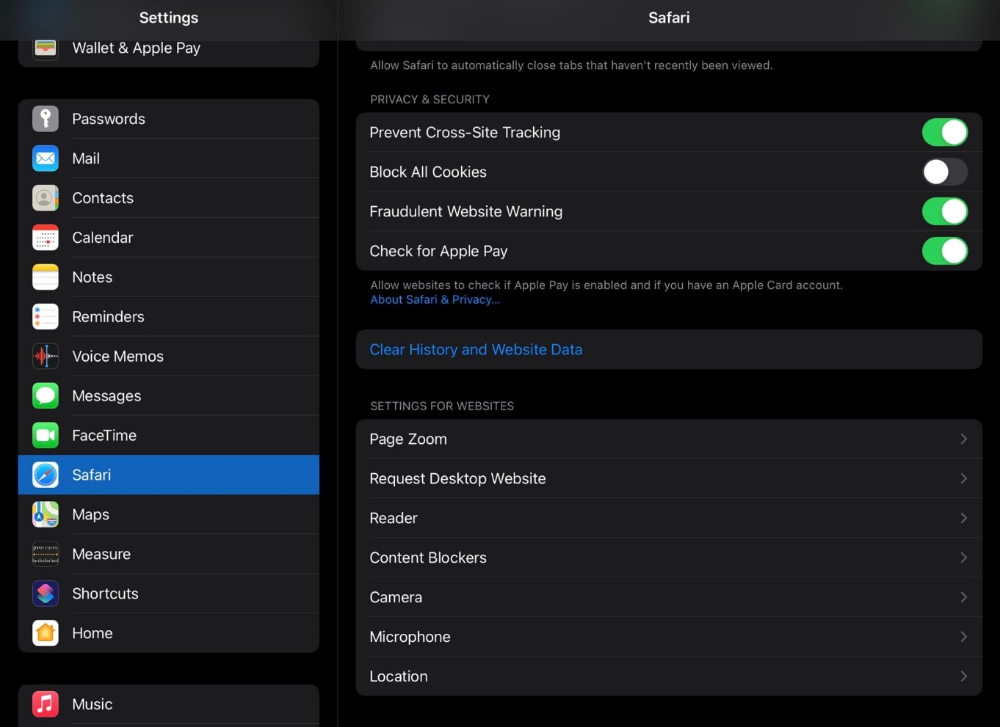 Settings
Wallet & Apple Pay
Passwords
Mail
Contacts
Calendar
Notes
Reminders
Voice Memos
Messages
FaceTime
Safari
Maps
Measure
Shortcuts
Home
Music
Safari
Allow Safari to automatically close tabs that haven't recently been viewed.
PRIVACY & SECURITY
Prevent Cross-Site Tracking
Block All Cookies
Fraudulent Website Warning
Check for Apple Pay
Allow websites to check if Apple Pay is enabled and if you have an Apple Card account.
About Safari & Privacy...
Clear History and Website Data
SETTINGS FOR WEBSITES
Page Zoom
Request Desktop Website
Reader
Content Blockers
Camera
Microphone
Location